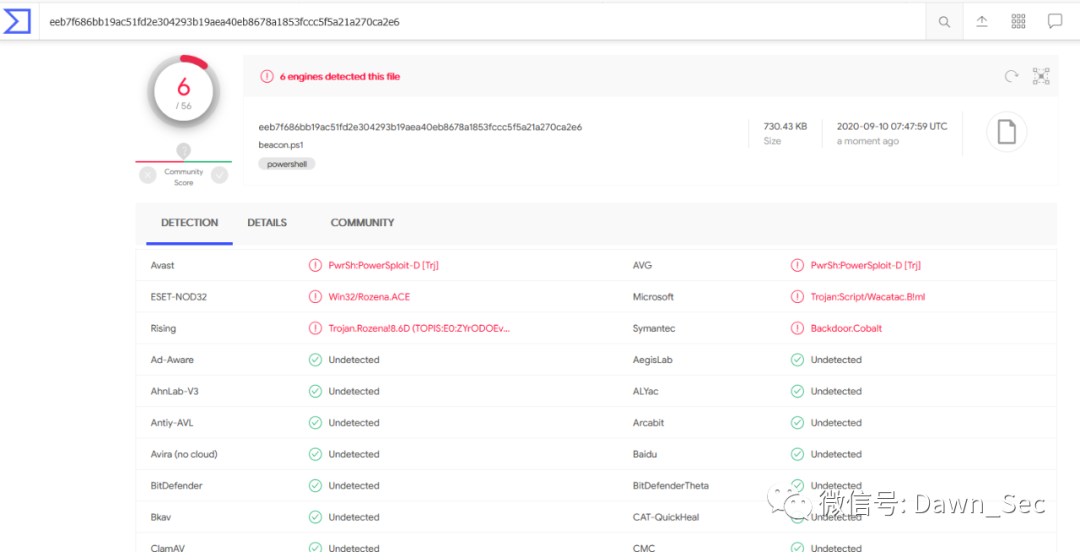 eeb7f686bb19ac51fd2e304293b19aea40eb8678a1853fccc5f5a21a270ca2e6
6
/ 56
Community
Score
6 engines detected this file
eeb7f686bb19ac51fd2e304293b19aea40eb8678a1853fccc5f5a21a270ca2e6
beacon.ps1
powershell
730.43 KB
Size
2020-09-10 07:47:59 UTC
a moment ago
DETECTION DETAILS COMMUNITY
Avast PwrSh:PowerSploit-D [Trj] AVG PwrSh:PowerSploit-D [Trj]
ESET-NOD32 Win32/Rozena.ACE Microsoft Trojan:Script/Wacatac.B!ml
Rising Trojan.Rozena!8.6D (TOPIS:E0:ZYrODOEv... Symantec Backdoor.Cobalt
Ad-Aware Undetected AegisLab Undetected
AhnLab-V3 Undetected ALYac Undetected
Antiy-AVL Undetected Arcabit Undetected
Avira (no cloud) Undetected Baidu Undetected
BitDefender Undetected BitDefenderTheta Undetected
Bkav Undetected CAT-QuickHeal Undetected
ClamAV Undetected CMC Undetected
微信号: Dawn_Sec